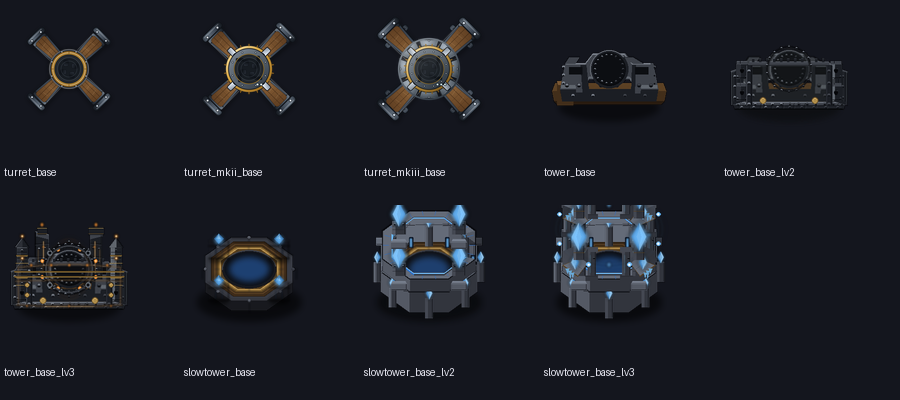 turret_base
turret_mkii_base
turret_mkiii_base
tower_base
tower_base_lv2
tower_base_lv3
slowtower_base
slowtower_base_lv2
slowtower_base_lv3